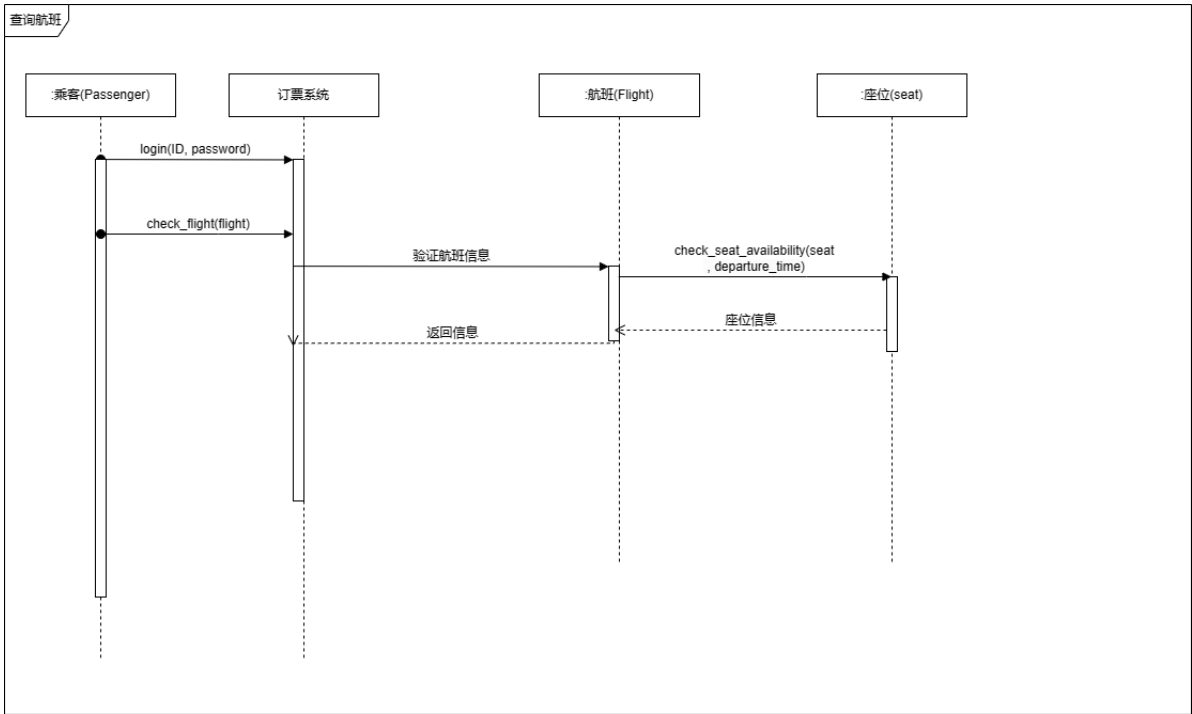 查询航班
:乘客(Passenger)
订票系统
:航班(Flight)
:座位(seat)
login(ID, password)
check_flight(flight)
验证航班信息
check_seat_availability(seat
, departure_time)
座位信息
返回信息